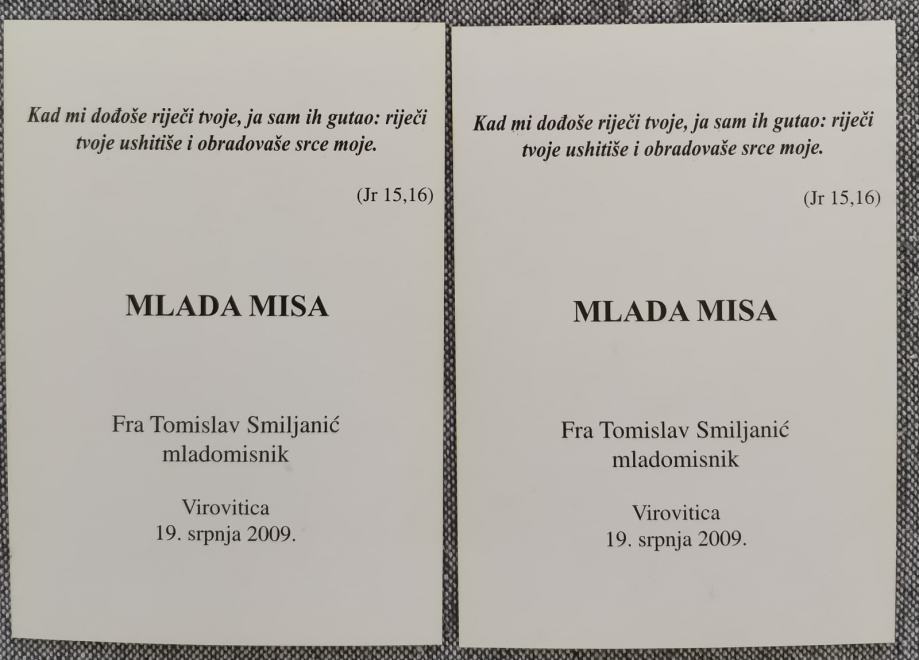 Kad mi dođoše riječi tvoje, ja sam ih gutao: riječi
tvoje ushitiše i obradovaše srce moje.
(Jr 15,16)
MLADA MISA
Fra Tomislav Smiljanić
mladomisnik
Virovitica
19. srpnja 2009.
Kad mi dođoše riječi tvoje, ja sam ih gutao: riječi
tvoje ushitiše i obradovaše srce moje.
(Jr 15,16)
MLADA MISA
Fra Tomislav Smiljanić
mladomisnik
Virovitica
19. srpnja 2009.